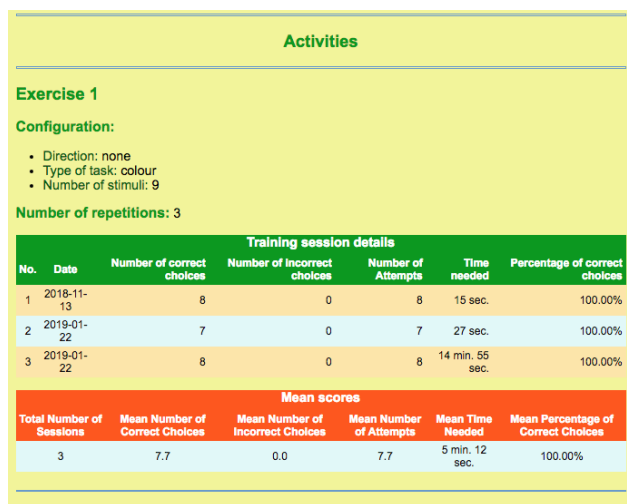 Activities
Exercise 1
Configuration:
• Direction: none
• Type of task: colour
• Number of stimuli: 9
Number of repetitions: 3
Training session details
No. Date Number of correct choices Number of incorrect choices Number of Attempts Time needed Percentage of correct choices
1 2018-11-13 8 0 8 15 sec. 100.00%
2 2019-01-22 7 0 7 27 sec. 100.00%
3 2019-01-22 8 0 8 14 min. 55 sec. 100.00%
Mean scores
Total Number of Sessions Mean Number of Correct Choices Mean Number of Incorrect Choices Mean Number of Attempts Mean Time Needed Mean Percentage of Correct Choices
3 7.7 0.0 7.7 5 min. 12 sec. 100.00%